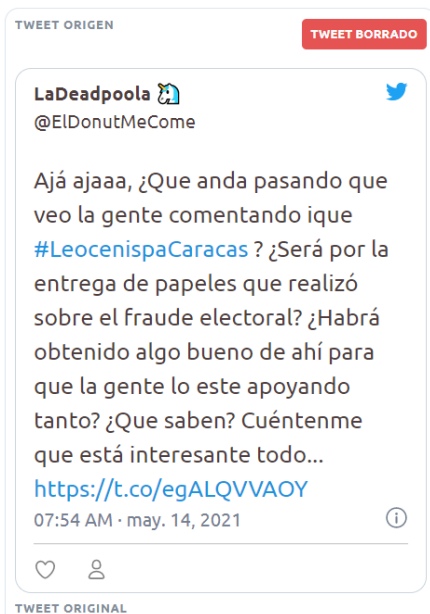 TWEET ORIGEN
TWEET BORRADO
LaDeadpoola 🦄
@ElDonutMeCome
Ajá ajaaa, ¿Que anda pasando que
veo la gente comentando ique
#LeocenispaCaracas ? ¿Será por la
entrega de papeles que realizó
sobre el fraude electoral? ¿Habrá
obtenido algo bueno de ahí para
que la gente lo este apoyando
tanto? ¿Que saben? Cuéntenme
que está interesante todo...
https://t.co/egALQVVAOY
07:54 AM · may. 14, 2021
TWEET ORIGINAL